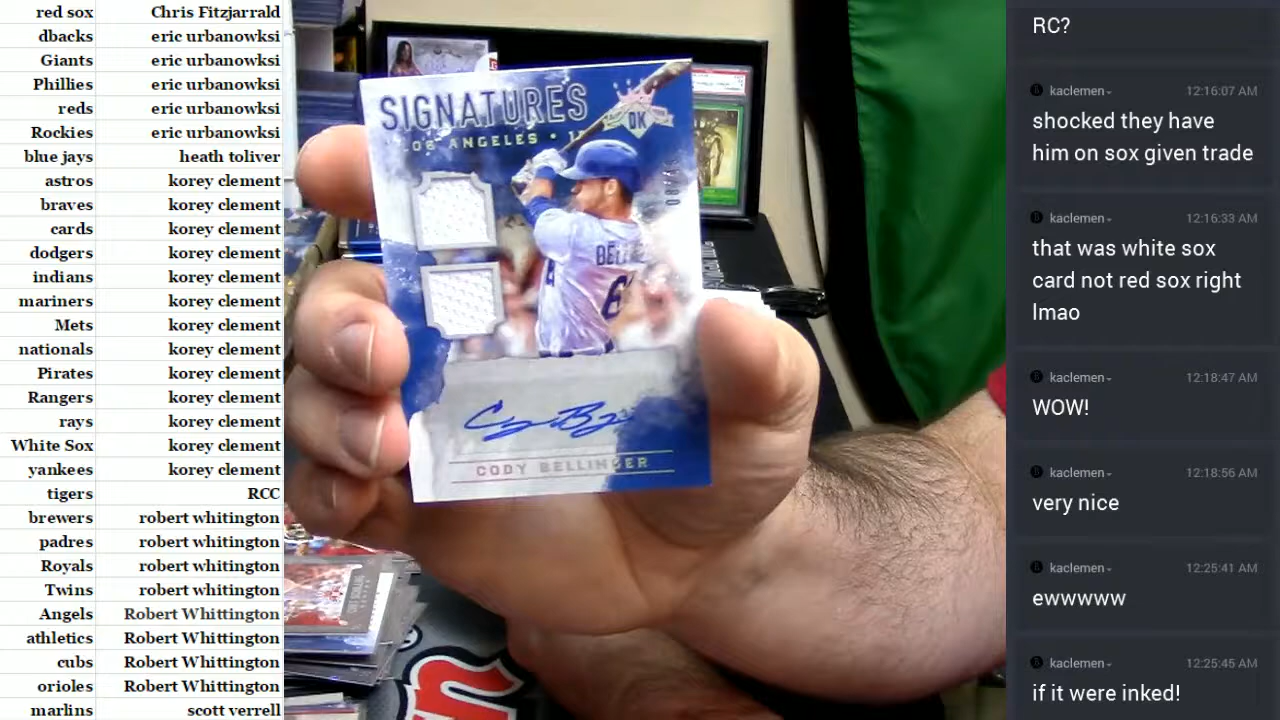 red sox Chris Fitzjarrald
dbacks eric urbanowksi
Giants eric urbanowksi
Phillies eric urbanowksi
reds eric urbanowksi
Rockies eric urbanowksi
blue jays heath toliver
astros korey clement
braves korey clement
cards korey clement
dodgers korey clement
indians korey clement
mariners korey clement
Mets korey clement
nationals korey clement
Pirates korey clement
Rangers korey clement
rays korey clement
White Sox korey clement
yankees korey clement
tigers RCC
brewers robert whitington
padres robert whitington
Royals robert whitington
Twins robert whitington
Angels Robert Whittington
athletics Robert Whittington
cubs Robert Whittington
orioles Robert Whittington
marlins scott verrell
SIGNATURES
LOS ANGELES •
DK
CODY BELLINGER
RC?
kaclemen 12:16:07 AM
shocked they have
him on sox given trade
kaclemen 12:16:33 AM
that was white sox
card not red sox right
lmao
kaclemen 12:18:47 AM
WOW!
kaclemen 12:18:56 AM
very nice
kaclemen 12:25:41 AM
ewwwww
kaclemen 12:25:45 AM
if it were inked!